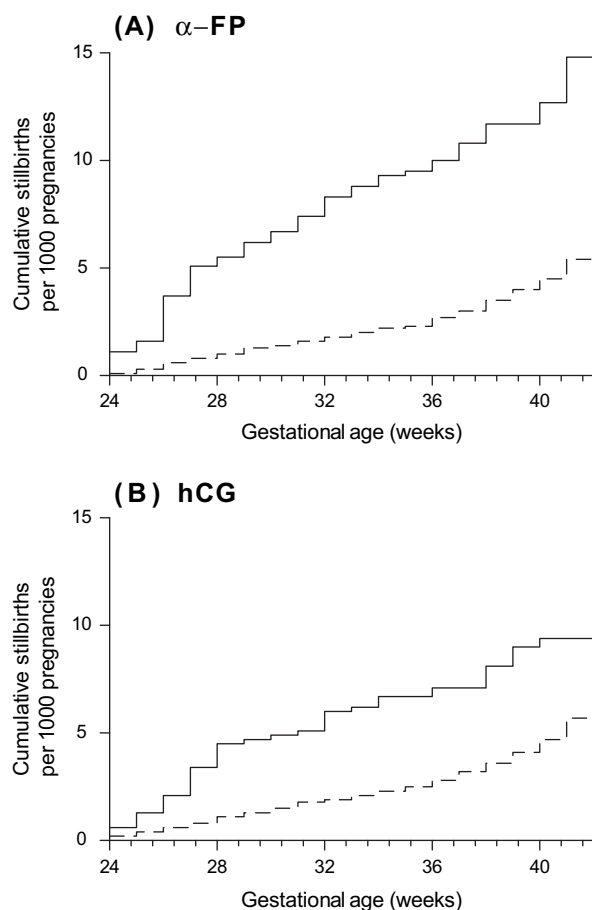 (A) α–FP
15
10
5
0
24 28 32 36 40
Cumulative stillbirths
per 1000 pregnancies
Gestational age (weeks)
(B) hCG
15
10
5
0
24 28 32 36 40
Cumulative stillbirths
per 1000 pregnancies
Gestational age (weeks)